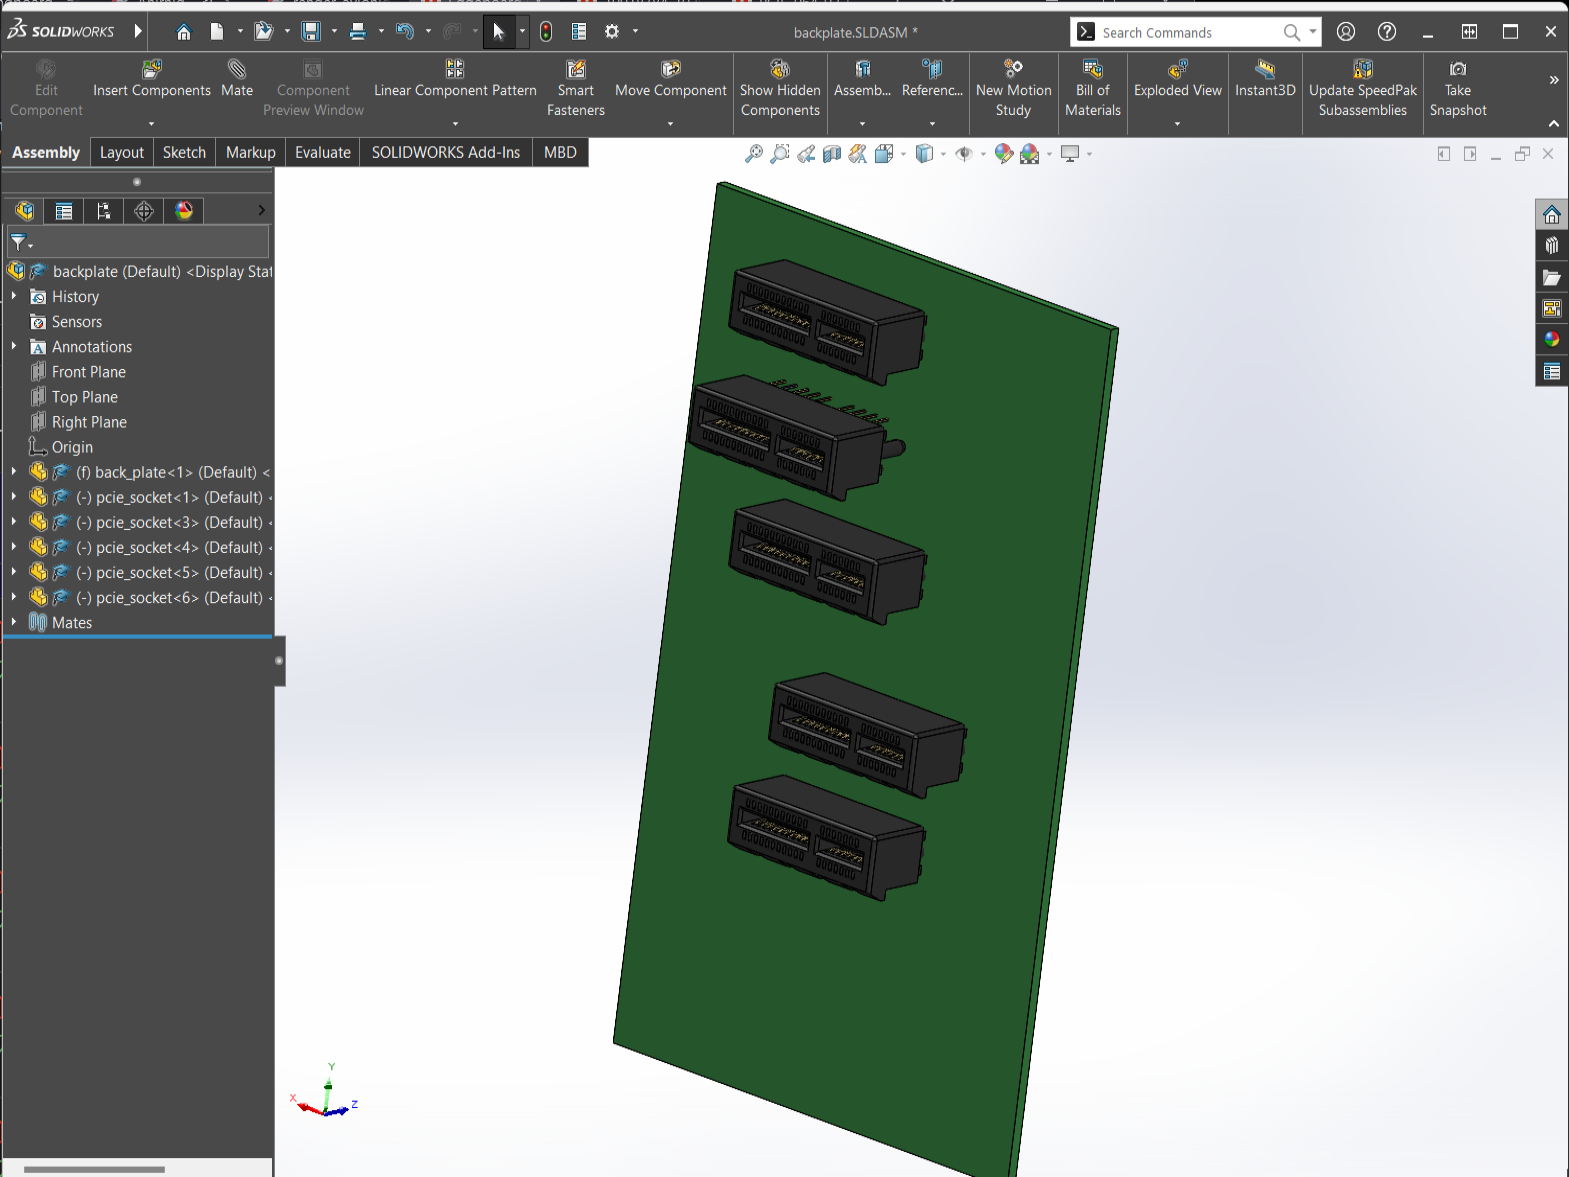 SOLIDWORKS
backplate.SLDASM *
Search Commands
Edit Component
Insert Components
Mate
Component Preview Window
Linear Component Pattern
Smart Fasteners
Move Component
Show Hidden Components
Assemb...
Referenc...
New Motion Study
Bill of Materials
Exploded View
Instant3D
Update SpeedPak Subassemblies
Take Snapshot
Assembly
Layout
Sketch
Markup
Evaluate
SOLIDWORKS Add-Ins
MBD
backplate (Default) <Display Stat
History
Sensors
Annotations
Front Plane
Top Plane
Right Plane
Origin
(f) back_plate<1> (Default) <
(-) pcie_socket<1> (Default) <
(-) pcie_socket<3> (Default) <
(-) pcie_socket<4> (Default) <
(-) pcie_socket<5> (Default) <
(-) pcie_socket<6> (Default) <
Mates
Y
X
Z